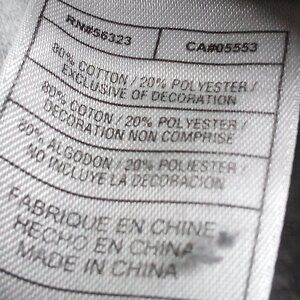 RN#56323 CA#05553
80% COTTON / 20% POLYESTER /
EXCLUSIVE OF DECORATION
80% COTON / 20% POLYESTER /
DECORATION NON COMPRISE
80% ALGODON / 20% POLIESTER /
NO INCLUYE LA DECORACION
FABRIQUE EN CHINE
HECHO EN CHINA
MADE IN CHINA